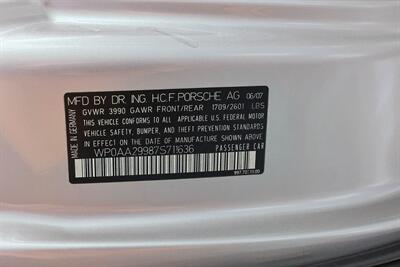 MFD BY DR. ING. H.C.F. PORSCHE AG 06/07
GVWR 3990 GAWR FRONT/REAR 1709/2601 LBS
THIS VEHICLE CONFORMS TO ALL APPLICABLE U.S. FEDERAL MOTOR
VEHICLE SAFETY, BUMPER, AND THEFT PREVENTION STANDARDS
IN EFFECT ON THE DATE OF MANUFACTURE SHOWN ABOVE.
WP0AA29987S711636 PASSENGER CAR
MADE IN GERMANY